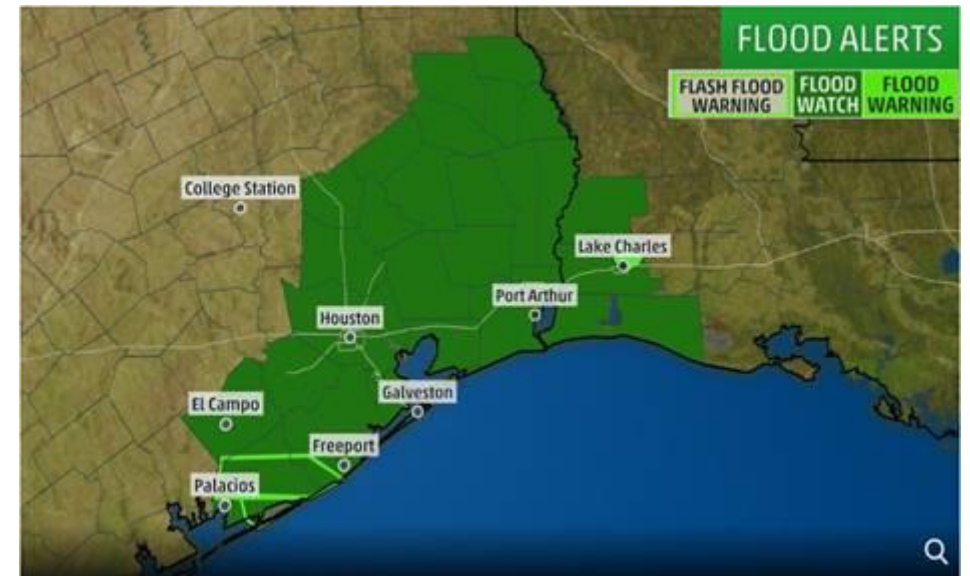 FLOOD ALERTS
FLASH FLOOD WARNING
FLOOD WATCH
FLOOD WARNING
College Station
Lake Charles
Port Arthur
Houston
Galveston
El Campo
Freeport
Palacios